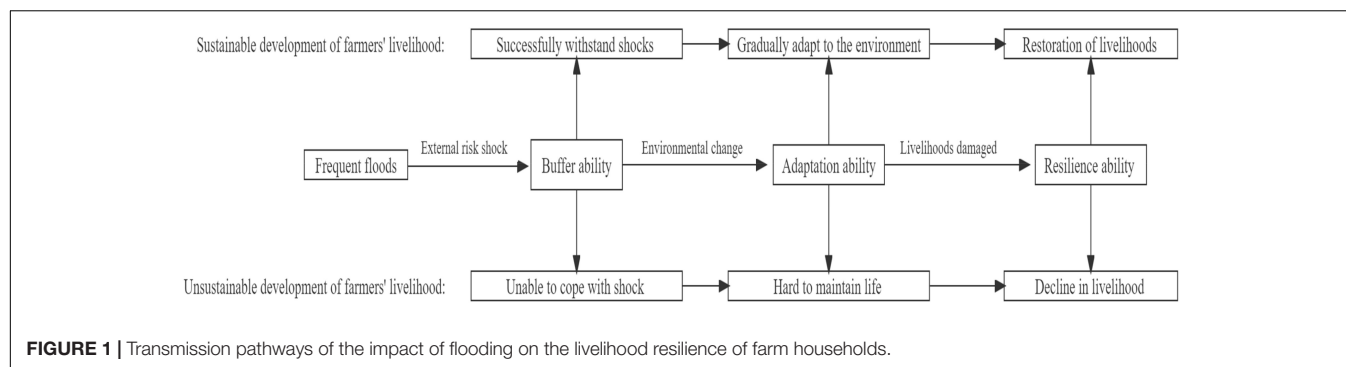 Sustainable development of farmers' livelihood: Successfully withstand shocks Gradually adapt to the environment Restoration of livelihoods
External risk shock Environmental change Livelihoods damaged
Frequent floods Buffer ability Adaptation ability Resilience ability
Unsustainable development of farmers' livelihood: Unable to cope with shock Hard to maintain life Decline in livelihood
FIGURE 1 | Transmission pathways of the impact of flooding on the livelihood resilience of farm households.